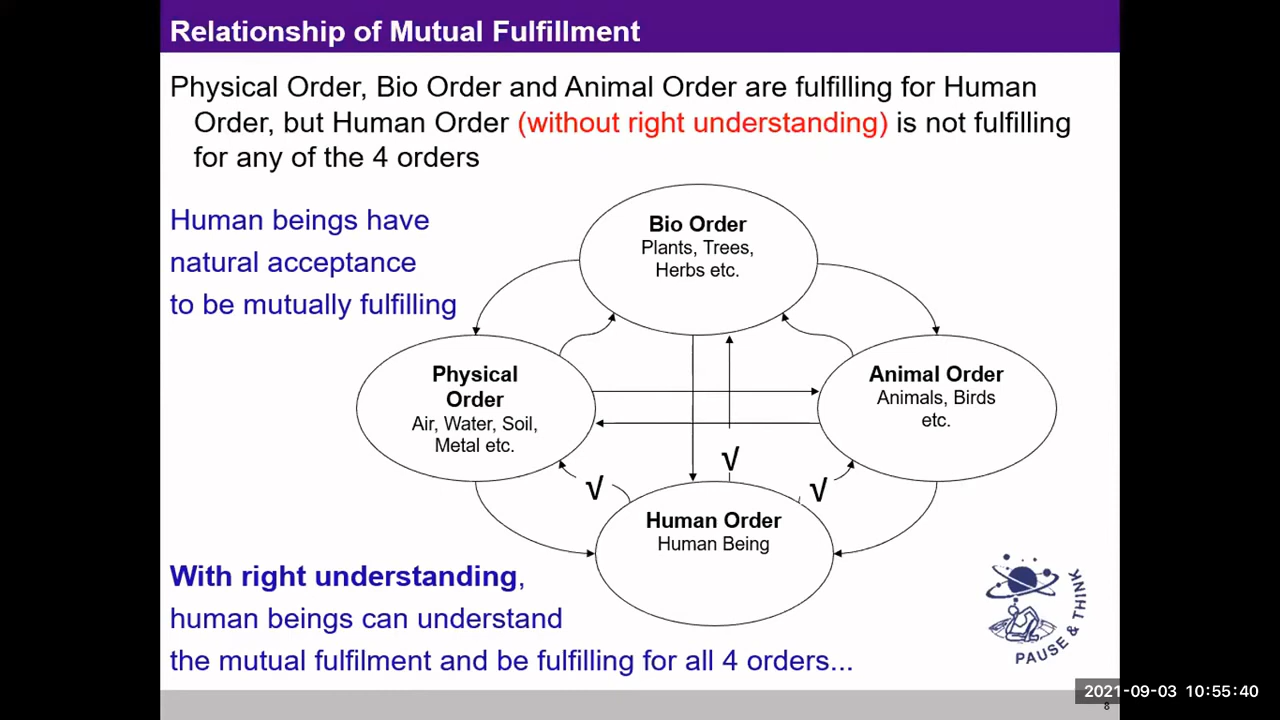 Relationship of Mutual Fulfillment
Physical Order, Bio Order and Animal Order are fulfilling for Human
Order, but Human Order (without right understanding) is not fulfilling
for any of the 4 orders
Human beings have
natural acceptance
to be mutually fulfilling
Bio Order
Plants, Trees,
Herbs etc.
Physical
Order
Air, Water, Soil,
Metal etc.
Animal Order
Animals, Birds
etc.
√
√
√
Human Order
Human Being
With right understanding,
human beings can understand
the mutual fulfilment and be fulfilling for all 4 orders...
PAUSE & THINK
2021-09-03 10:55:40
8